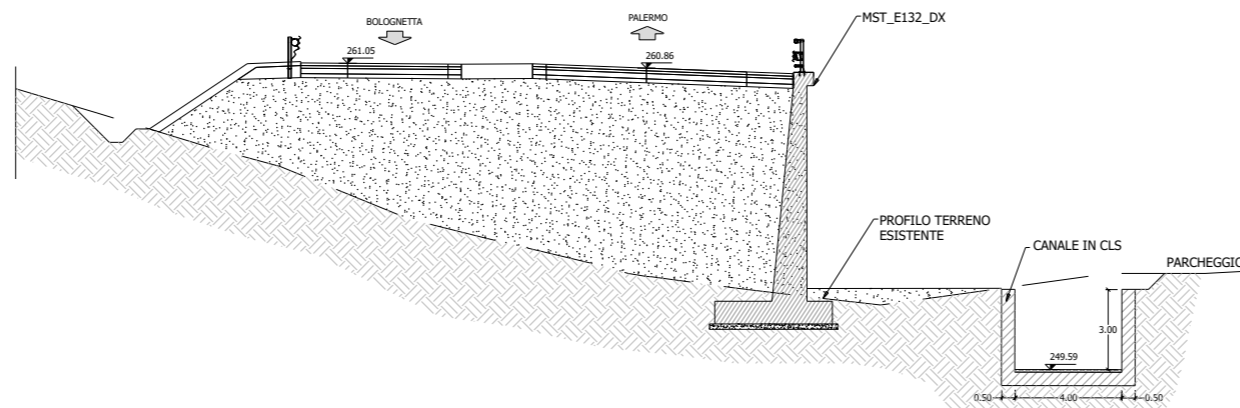 BOLOGNETTA
PALERMO
MST_E132_DX
261.05
260.86
PROFILO TERRENO
ESISTENTE
CANALE IN CLS
PARCHEGGIO
3.00
249.59
0.50
4.00
0.50